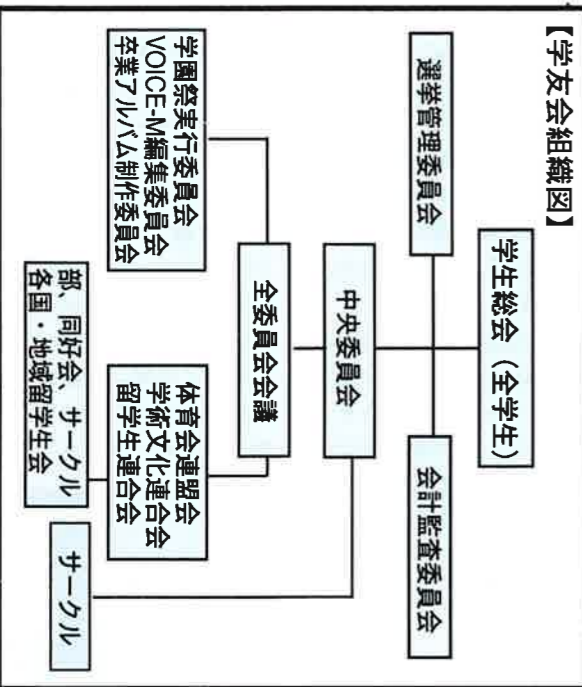 【学友会組織図】
学生総会（全学生）
選挙管理委員会
会計監査委員会
中央委員会
全委員会会議
学園祭実行委員会
VOICE-M編集委員会
卒業アルバム制作委員会
体育会連盟会
学術文化連合会
留学生連合会
部、同好会、サークル
各国・地域留学生会
サークル